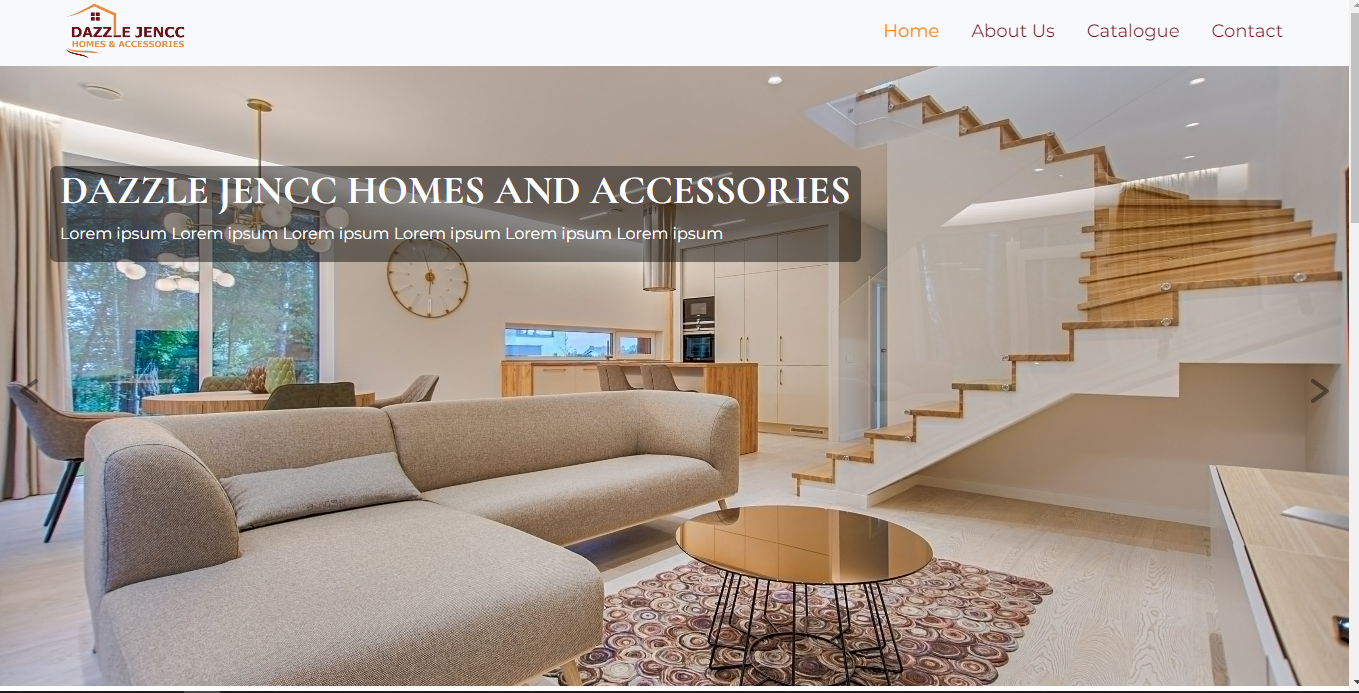 DAZZLE JENCC
HOMES & ACCESSORIES
Home About Us Catalogue Contact
DAZZLE JENCC HOMES AND ACCESSORIES
Lorem ipsum Lorem ipsum Lorem ipsum Lorem ipsum Lorem ipsum Lorem ipsum